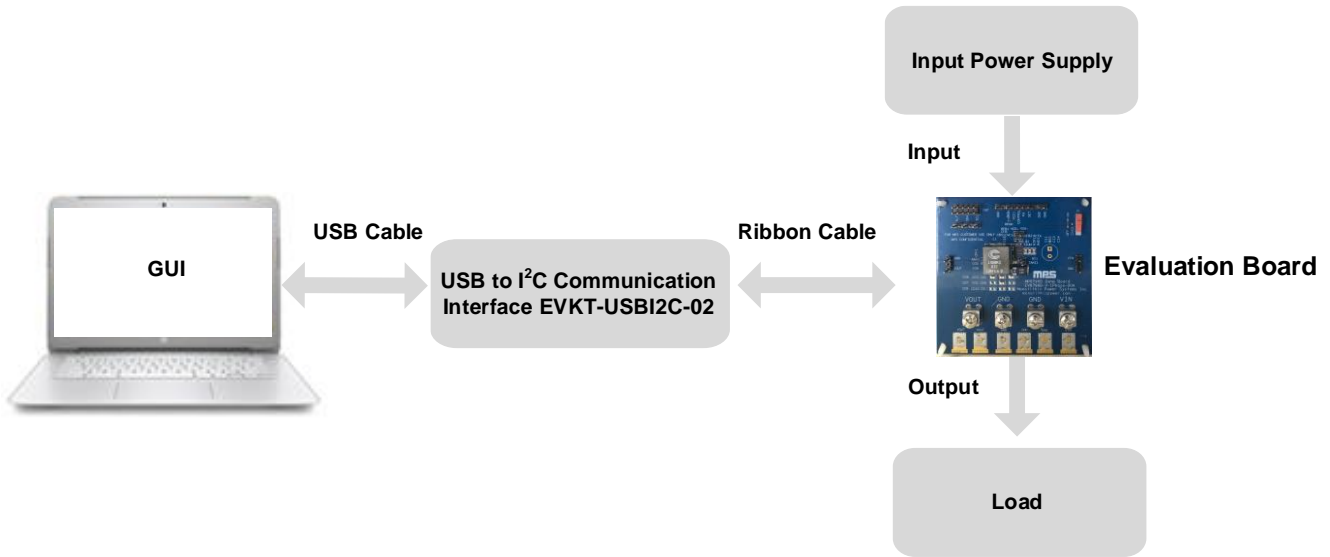 Input Power Supply
Input
USB Cable
Ribbon Cable
GUI
USB to I²C Communication
Interface EVKT-USBI2C-02
Evaluation Board
mps
VOUT GND GND VIN
Output
Load